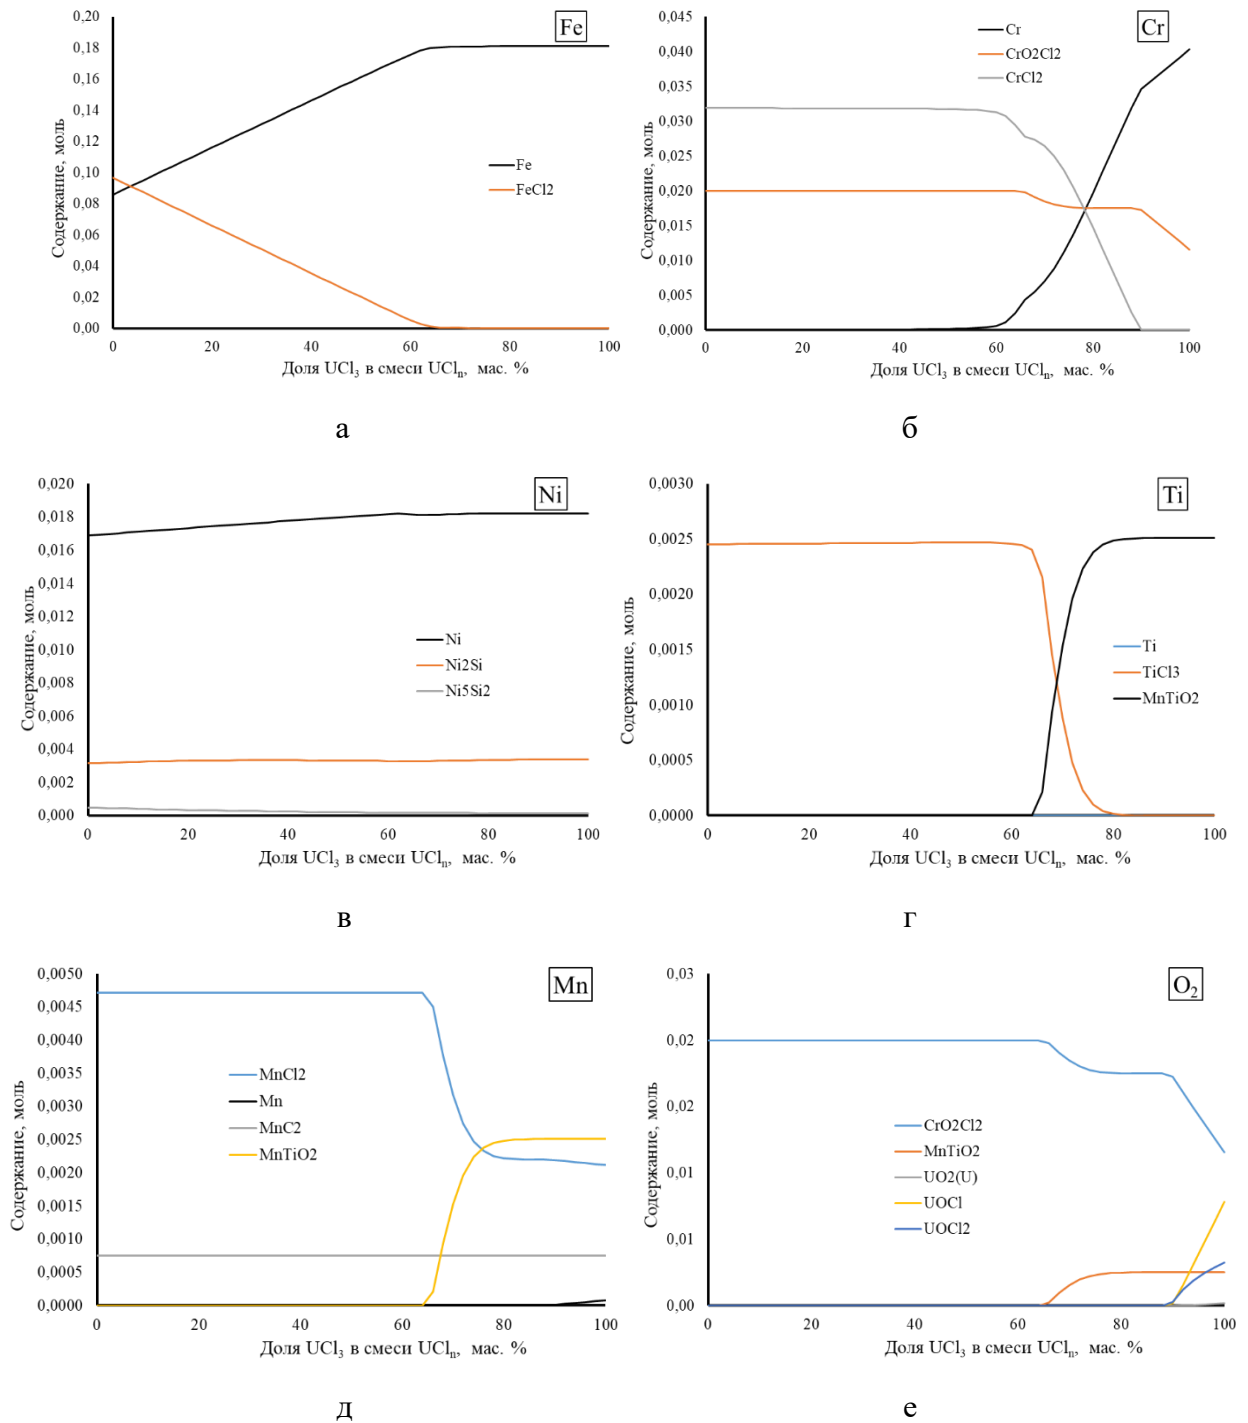 Fe
0,20
0,18
0,16
0,14
0,12
0,10
0,08
0,06
0,04
0,02
0,00
Содержание, моль
Fe
FeCl2
0 20 40 60 80 100
Доля UCl₃ в смеси UClₙ, мас. %
а
Cr
0,045
0,040
0,035
0,030
0,025
0,020
0,015
0,010
0,005
0,000
Содержание, моль
Cr
CrO2Cl2
CrCl2
0 20 40 60 80 100
Доля UCl₃ в смеси UClₙ, мас. %
б
Ni
0,020
0,018
0,016
0,014
0,012
0,010
0,008
0,006
0,004
0,002
0,000
Содержание, моль
Ni
Ni2Si
Ni5Si2
0 20 40 60 80 100
Доля UCl₃ в смеси UClₙ, мас. %
в
Ti
0,0030
0,0025
0,0020
0,0015
0,0010
0,0005
0,0000
Содержание, моль
Ti
TiCl3
MnTiO2
0 20 40 60 80 100
Доля UCl₃ в смеси UClₙ, мас. %
г
Mn
0,0050
0,0045
0,0040
0,0035
0,0030
0,0025
0,0020
0,0015
0,0010
0,0005
0,0000
Содержание, моль
MnCl2
Mn
MnC2
MnTiO2
0 20 40 60 80 100
Доля UCl₃ в смеси UClₙ, мас. %
д
O₂
0,03
0,02
0,02
0,01
0,01
0,00
Содержание, моль
CrO2Cl2
MnTiO2
UO2(U)
UOCl
UOCl2
0 20 40 60 80 100
Доля UCl₃ в смеси UClₙ, мас. %
е